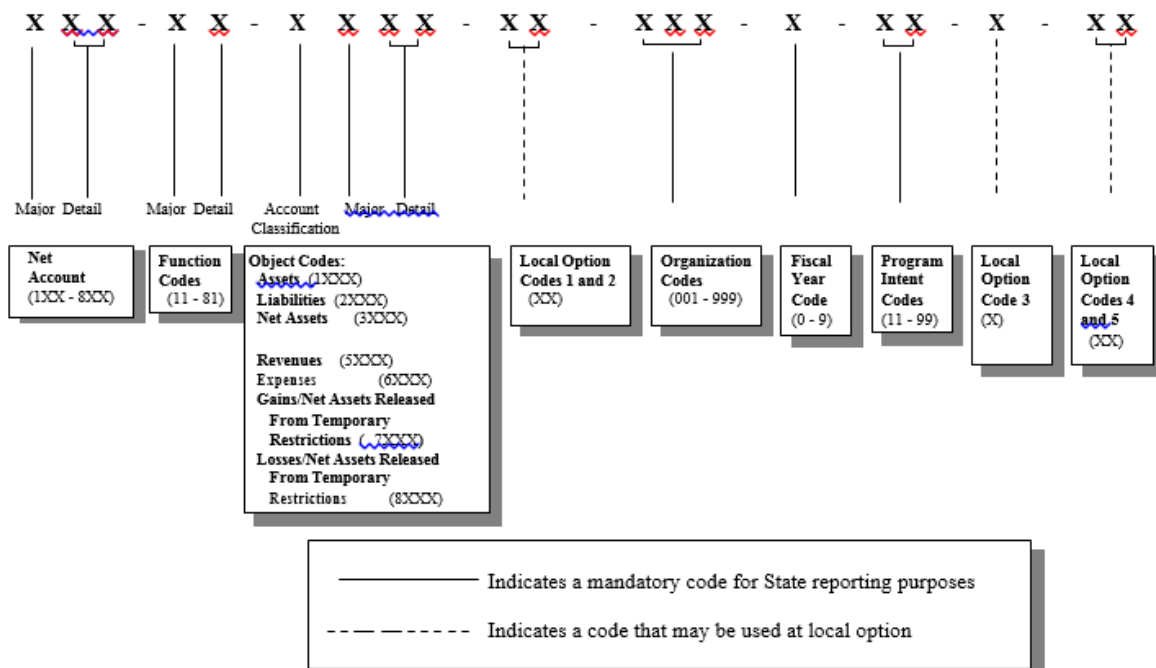 X X X - X X - X X X X - X X - X X X - X - X X - X - X X
Major Detail
Major Detail
Account
Classification
Major Detail
Net
Account
(1XX - 8XX)
Function
Codes
(11 - 81)
Object Codes:
Assets (1XXX)
Liabilities (2XXX)
Net Assets (3XXX)
Revenues (5XXX)
Expenses (6XXX)
Gains/Net Assets Released
From Temporary
Restrictions ( 7XXX)
Losses/Net Assets Released
From Temporary
Restrictions (8XXX)
Local Option
Codes 1 and 2
(XX)
Organization
Codes
(001 - 999)
Fiscal
Year
Code
(0 - 9)
Program
Intent
Codes
(11 - 99)
Local
Option
Code 3
(X)
Local
Option
Codes 4
and 5
(XX)
Indicates a mandatory code for State reporting purposes
Indicates a code that may be used at local option